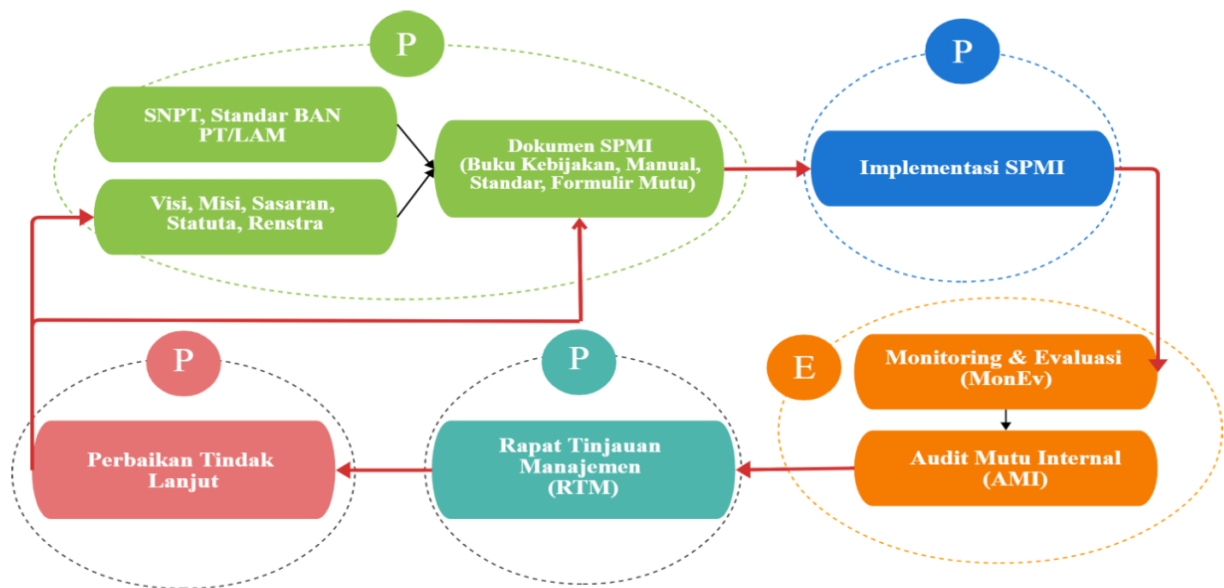 P
SNPT, Standar BAN
PT/LAM
Visi, Misi, Sasaran,
Statuta, Renstra
Dokumen SPMI
(Buku Kebijakan, Manual,
Standar, Formulir Mutu)
P
Implementasi SPMI
E
Monitoring & Evaluasi
(MonEv)
Audit Mutu Internal
(AMI)
P
Rapat Tinjauan
Manajemen
(RTM)
P
Perbaikan Tindak
Lanjut